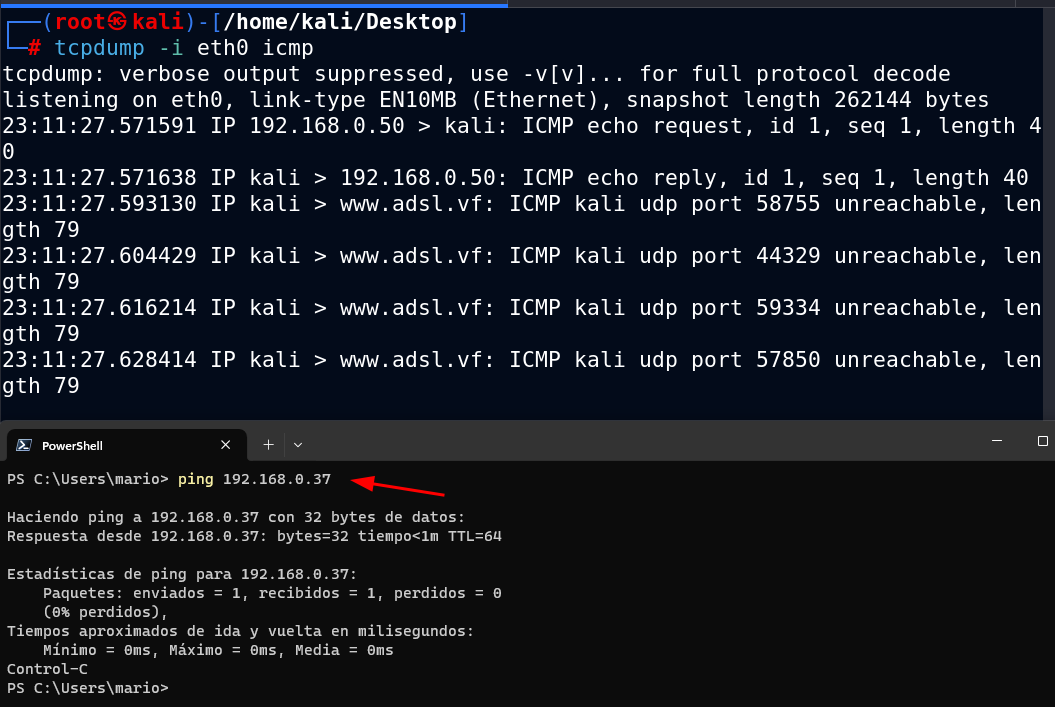 ┌──(root㉿kali)-[/home/kali/Desktop]
└─# tcpdump -i eth0 icmp
tcpdump: verbose output suppressed, use -v[v]... for full protocol decode
listening on eth0, link-type EN10MB (Ethernet), snapshot length 262144 bytes
23:11:27.571591 IP 192.168.0.50 > kali: ICMP echo request, id 1, seq 1, length 4
0
23:11:27.571638 IP kali > 192.168.0.50: ICMP echo reply, id 1, seq 1, length 40
23:11:27.593130 IP kali > www.adsl.vf: ICMP kali udp port 58755 unreachable, len
gth 79
23:11:27.604429 IP kali > www.adsl.vf: ICMP kali udp port 44329 unreachable, len
gth 79
23:11:27.616214 IP kali > www.adsl.vf: ICMP kali udp port 59334 unreachable, len
gth 79
23:11:27.628414 IP kali > www.adsl.vf: ICMP kali udp port 57850 unreachable, len
gth 79
PowerShell
PS C:\Users\mario> ping 192.168.0.37
Haciendo ping a 192.168.0.37 con 32 bytes de datos:
Respuesta desde 192.168.0.37: bytes=32 tiempo<1m TTL=64
Estadísticas de ping para 192.168.0.37:
    Paquetes: enviados = 1, recibidos = 1, perdidos = 0
    (0% perdidos),
Tiempos aproximados de ida y vuelta en milisegundos:
    Mínimo = 0ms, Máximo = 0ms, Media = 0ms
Control-C
PS C:\Users\mario>